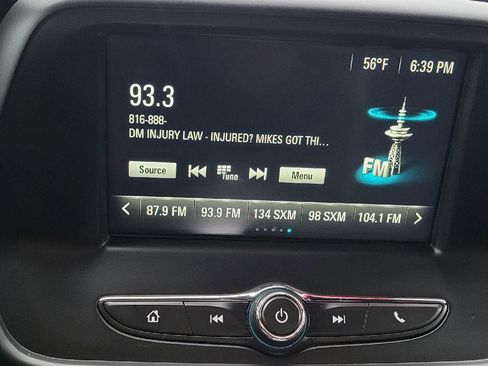 56°F 6:39 PM
93.3
816-888-
DM INJURY LAW - INJURED? MIKES GOT THI...
FM
Source Tune Menu
87.9 FM 93.9 FM 134 SXM 98 SXM 104.1 FM